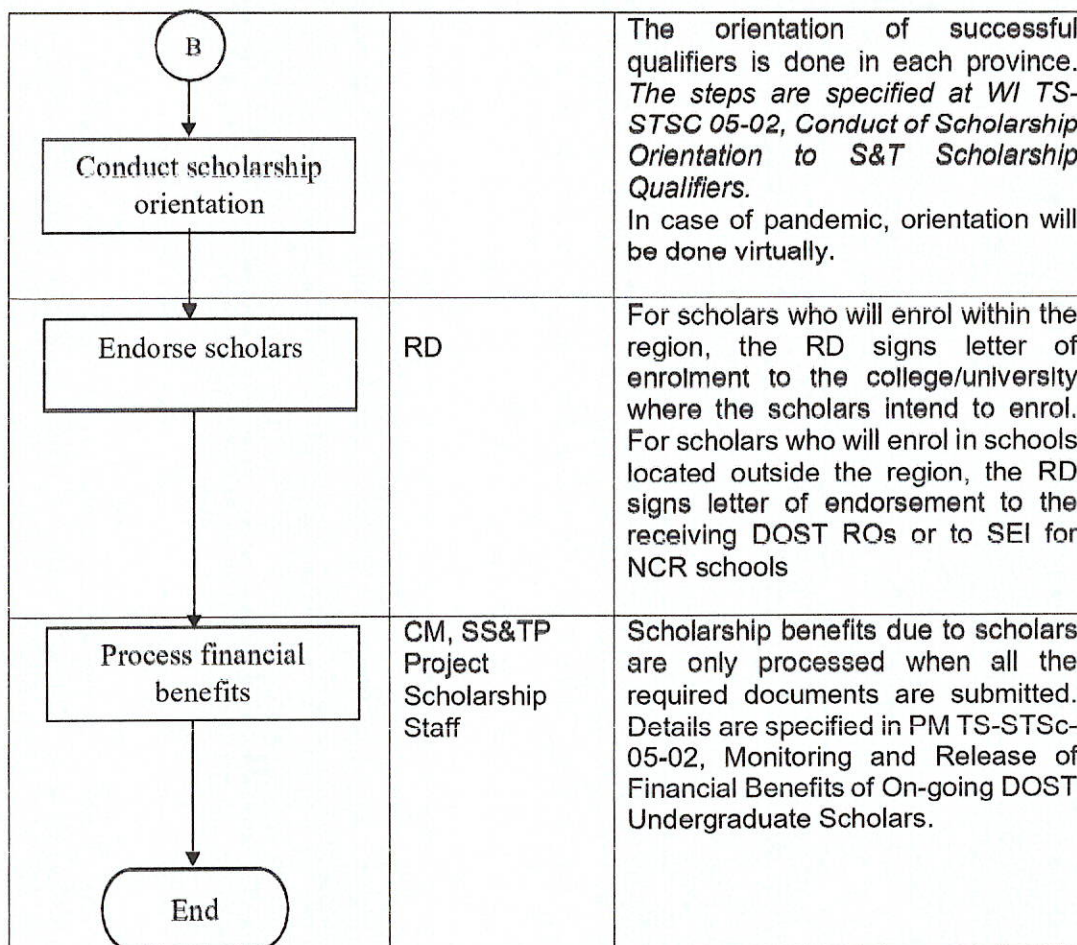 B
Conduct scholarship
orientation
The orientation of successful
qualifiers is done in each province.
The steps are specified at WI TS-
STSC 05-02, Conduct of Scholarship
Orientation to S&T Scholarship
Qualifiers.
In case of pandemic, orientation will
be done virtually.
Endorse scholars
RD
For scholars who will enrol within the
region, the RD signs letter of
enrolment to the college/university
where the scholars intend to enrol.
For scholars who will enrol in schools
located outside the region, the RD
signs letter of endorsement to the
receiving DOST ROs or to SEI for
NCR schools
Process financial
benefits
CM, SS&TP
Project
Scholarship
Staff
Scholarship benefits due to scholars
are only processed when all the
required documents are submitted.
Details are specified in PM TS-STSc-
05-02, Monitoring and Release of
Financial Benefits of On-going DOST
Undergraduate Scholars.
End